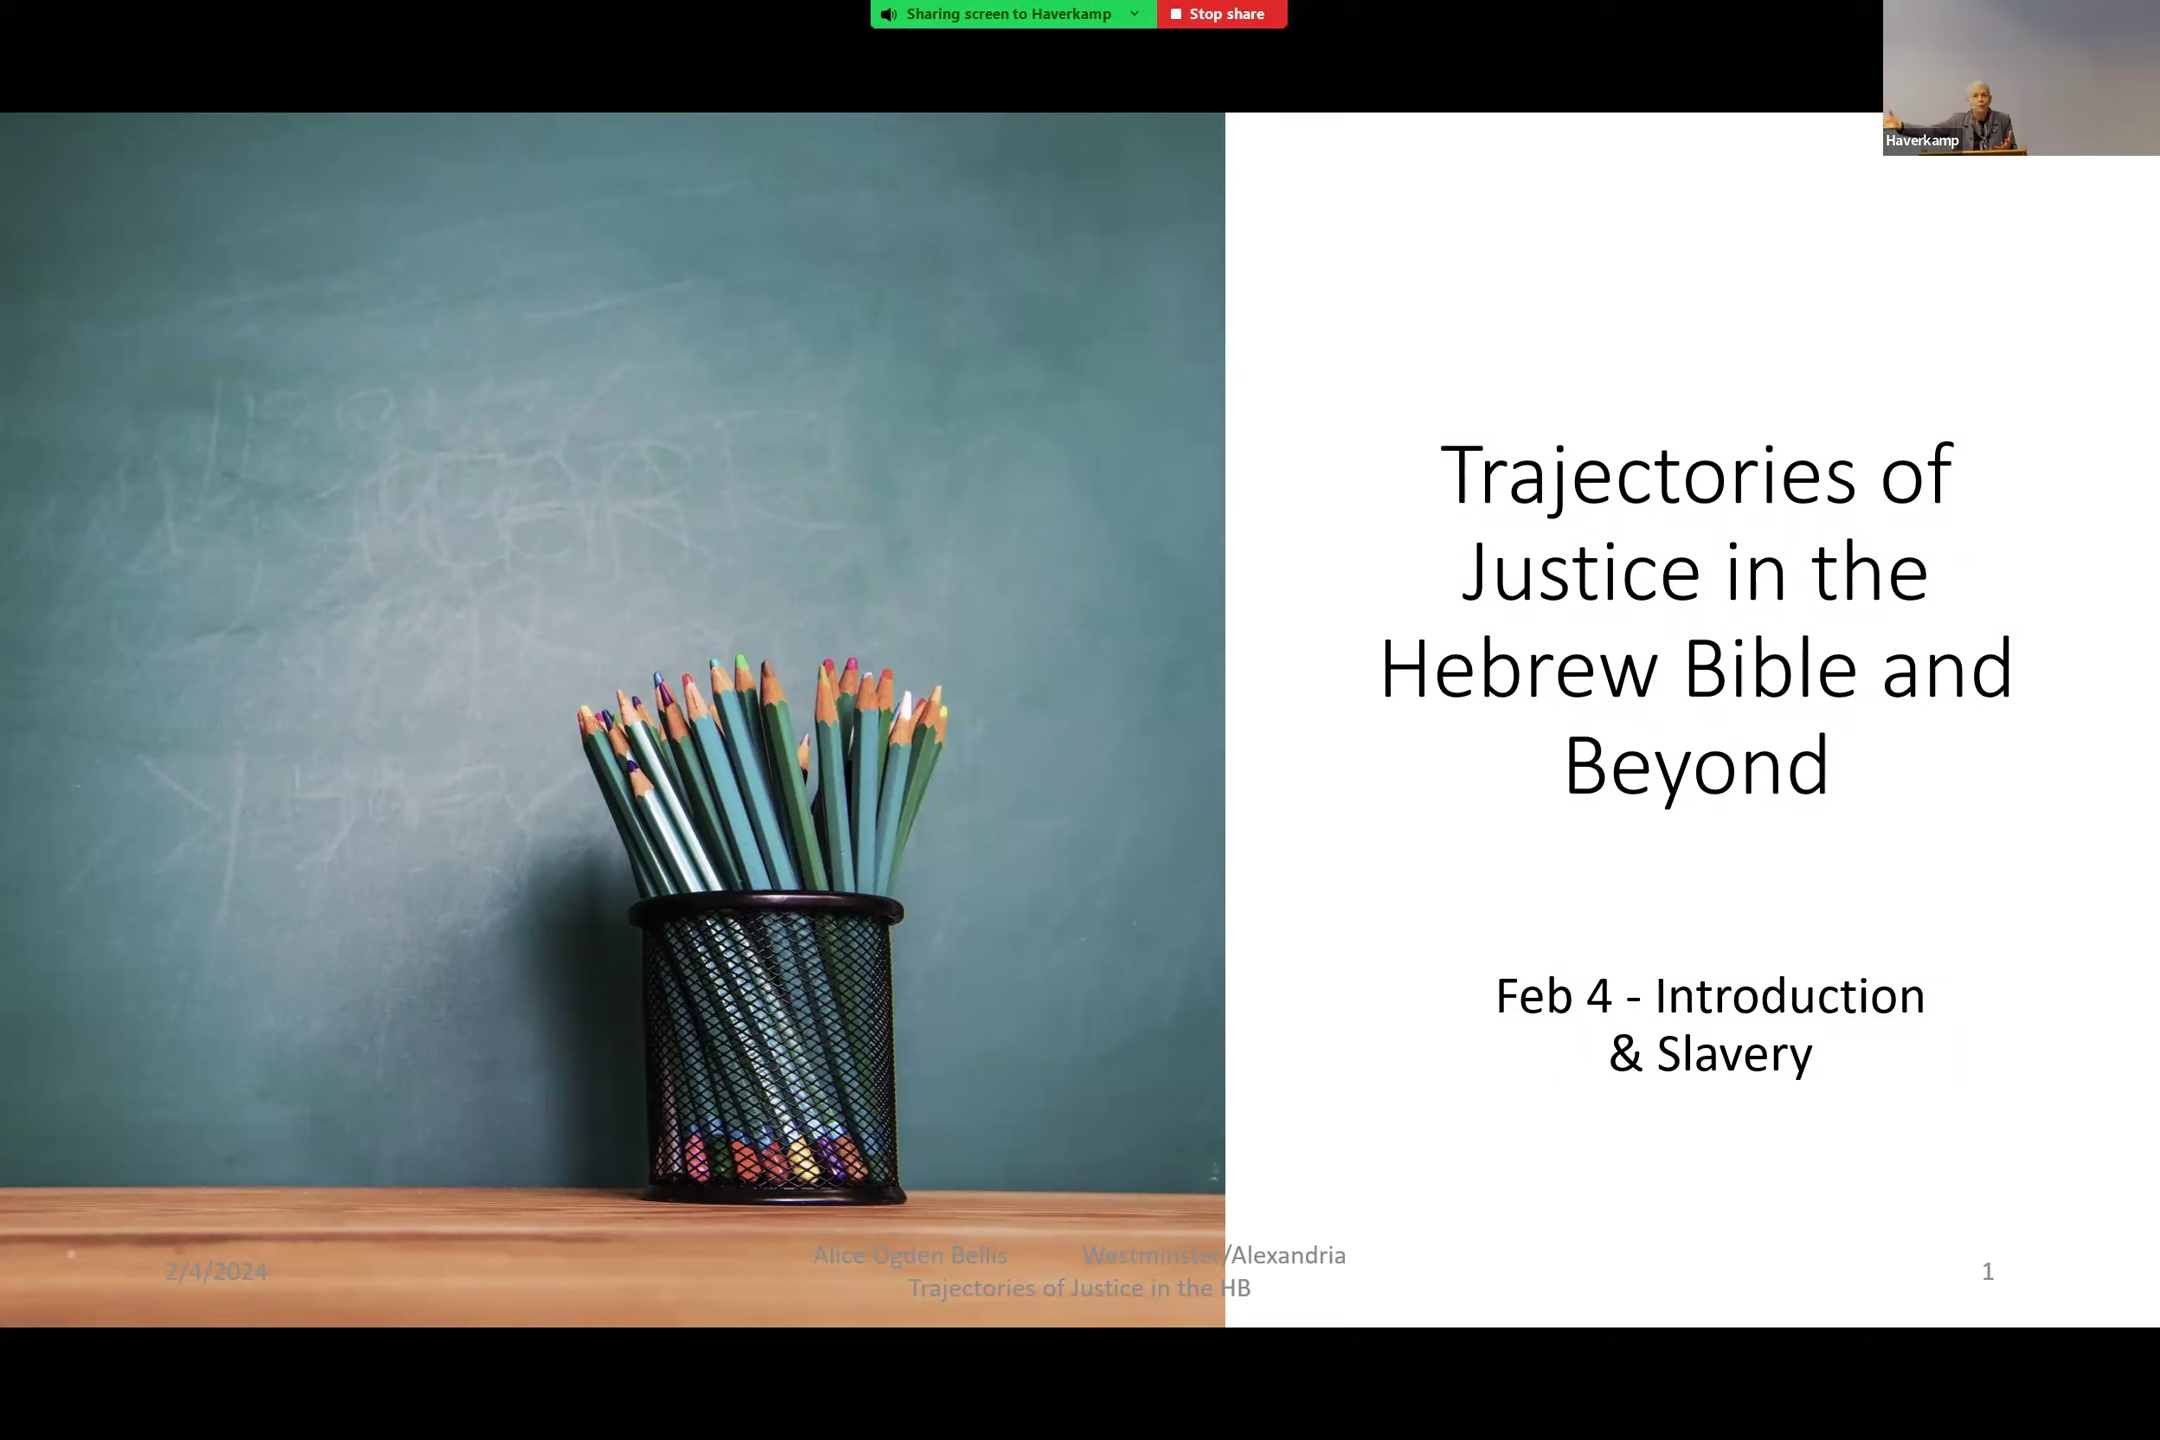 Sharing screen to Haverkamp
Stop share
Haverkamp
Trajectories of
Justice in the
Hebrew Bible and
Beyond
Feb 4 - Introduction
& Slavery
2/4/2024
Alice Ogden Bellis Westminster/Alexandria
Trajectories of Justice in the HB
1